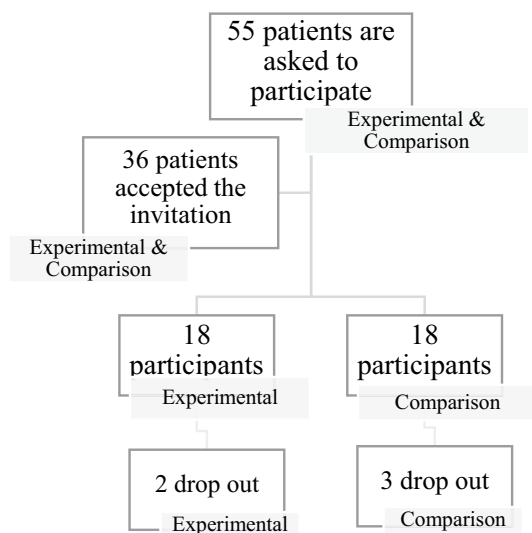 55 patients are
asked to
participate
Experimental &
Comparison
36 patients
accepted the
invitation
Experimental &
Comparison
18
participants
Experimental
18
participants
Comparison
2 drop out
Experimental
3 drop out
Comparison